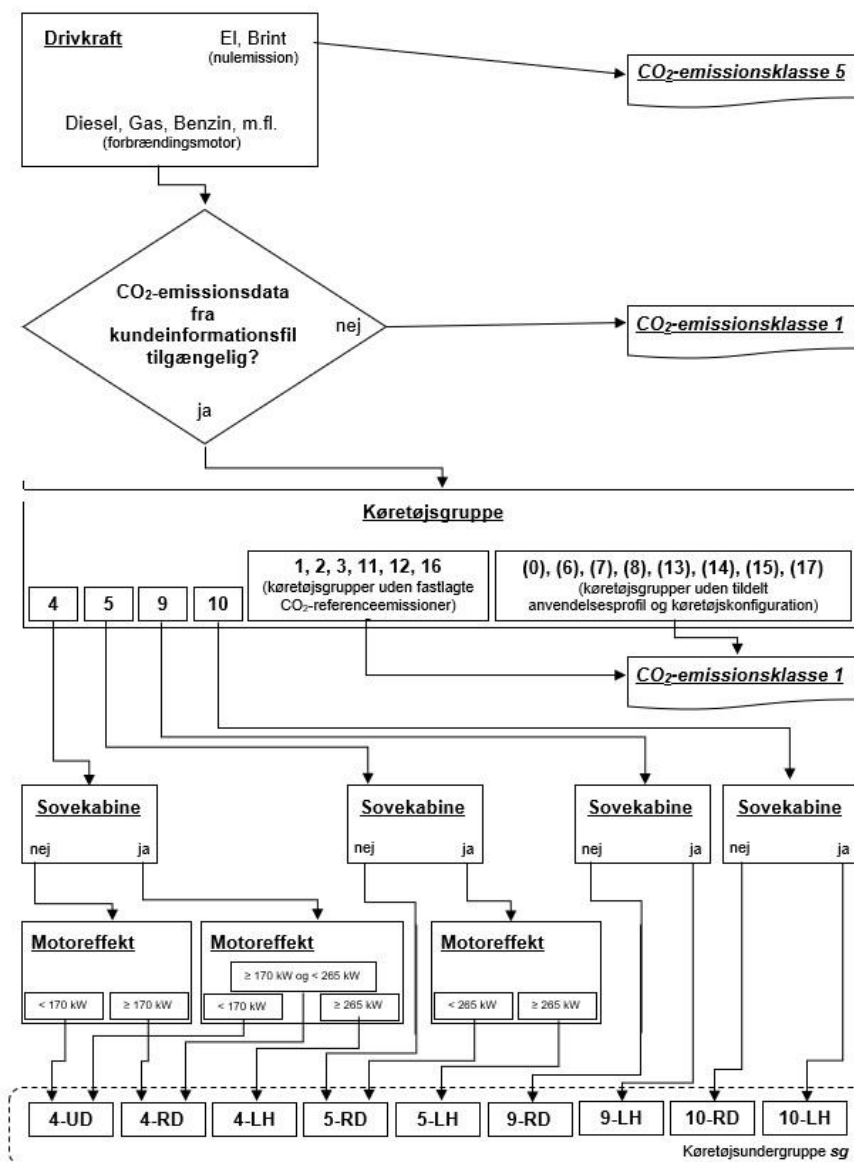 Drivkraft
El, Brint
(nulemission)
CO₂-emissionsklasse 5
Diesel, Gas, Benzin, m.fl.
(forbrændingsmotor)
CO₂-emissionsdata
fra
kundeinformationsfil
tilgængelig?
nej
ja
CO₂-emissionsklasse 1
Køretøjsgruppe
4
5
9
10
1, 2, 3, 11, 12, 16
(køretøjsgrupper uden fastlagte
CO₂-referenceemissioner)
(0), (6), (7), (8), (13), (14), (15), (17)
(køretøjsgrupper uden tildelt
anvendelsesprofil og køretøjskonfiguration)
CO₂-emissionsklasse 1
Sovekabine
nej ja
Sovekabine
nej ja
Sovekabine
nej ja
Sovekabine
nej ja
Motoreffekt
< 170 kW
≥ 170 kW
Motoreffekt
≥ 170 kW og < 265 kW
< 170 kW
≥ 265 kW
Motoreffekt
< 265 kW
≥ 265 kW
4-UD
4-RD
4-LH
5-RD
5-LH
9-RD
9-LH
10-RD
10-LH
Køretøjsundergruppe sg